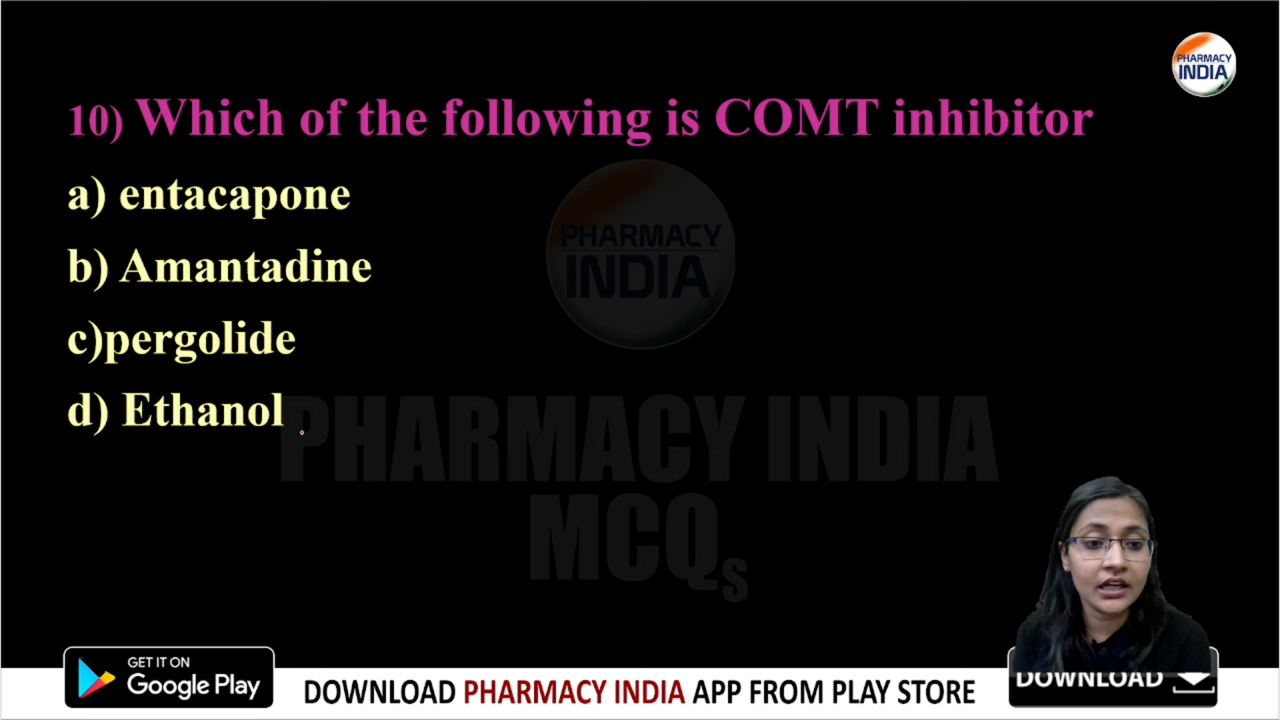 PHARMACY
INDIA
10) Which of the following is COMT inhibitor
a) entacapone
b) Amantadine
c)pergolide
d) Ethanol
PHARMACY
INDIA
PHARMACY INDIA
MCQs
GET IT ON
Google Play
DOWNLOAD PHARMACY INDIA APP FROM PLAY STORE
DOWNLOAD